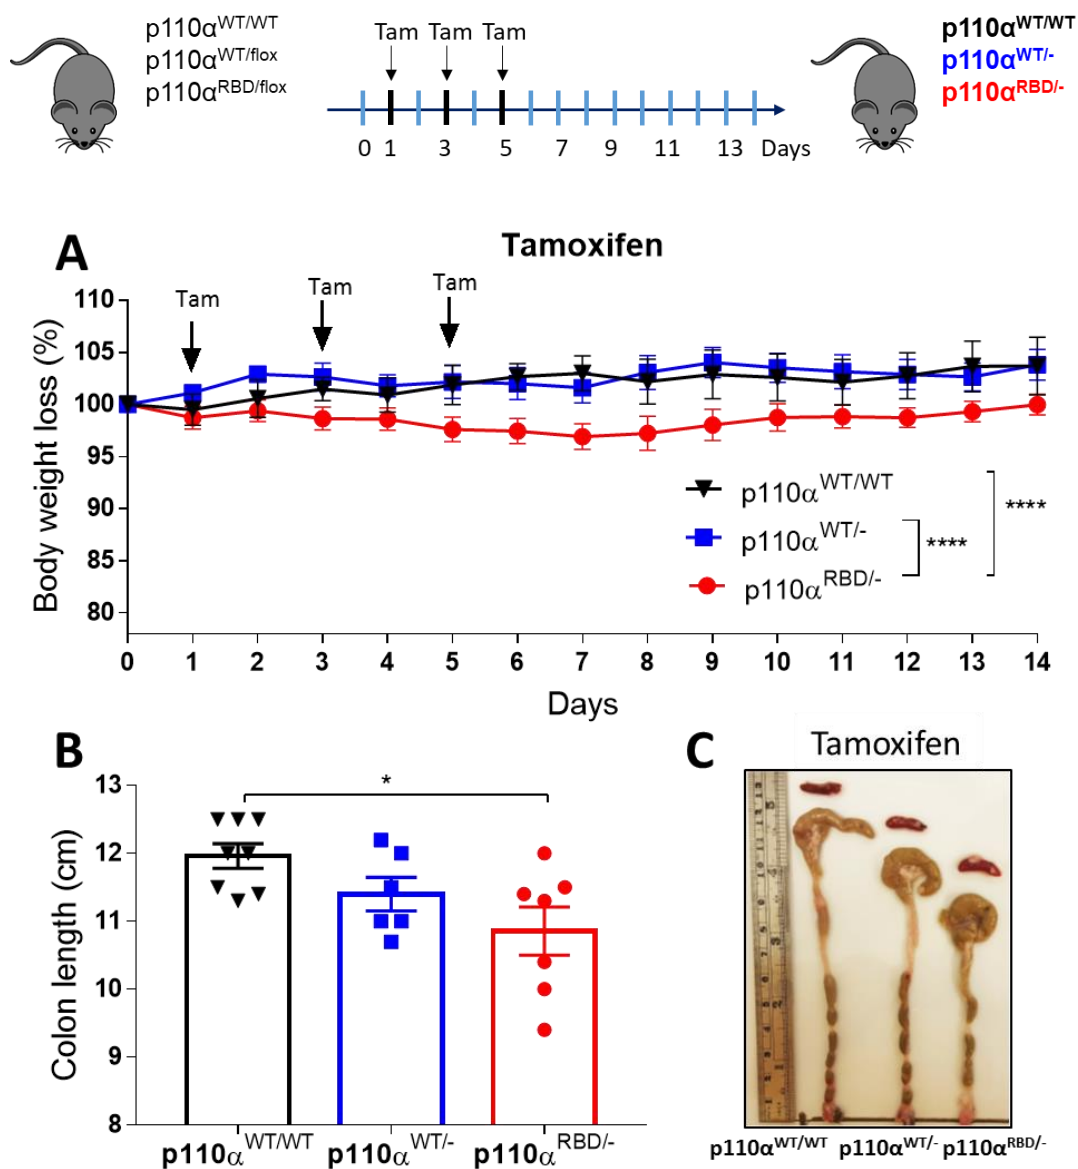 p110α^WT/WT
p110α^WT/flox
p110α^RBD/flox
Tam Tam Tam
0 1 3 5 7 9 11 13 Days
p110α^WT/WT
p110α^WT/-
p110α^RBD/-
A
Tamoxifen
Tam Tam Tam
Body weight loss (%)
110
105
100
95
90
85
80
p110α^WT/WT
p110α^WT/-
p110α^RBD/-
****
****
0 1 2 3 4 5 6 7 8 9 10 11 12 13 14
Days
B
Colon length (cm)
13
12
11
10
9
8
*
p110α^WT/WT p110α^WT/- p110α^RBD/-
C
Tamoxifen
p110α^WT/WT p110α^WT/- p110α^RBD/-